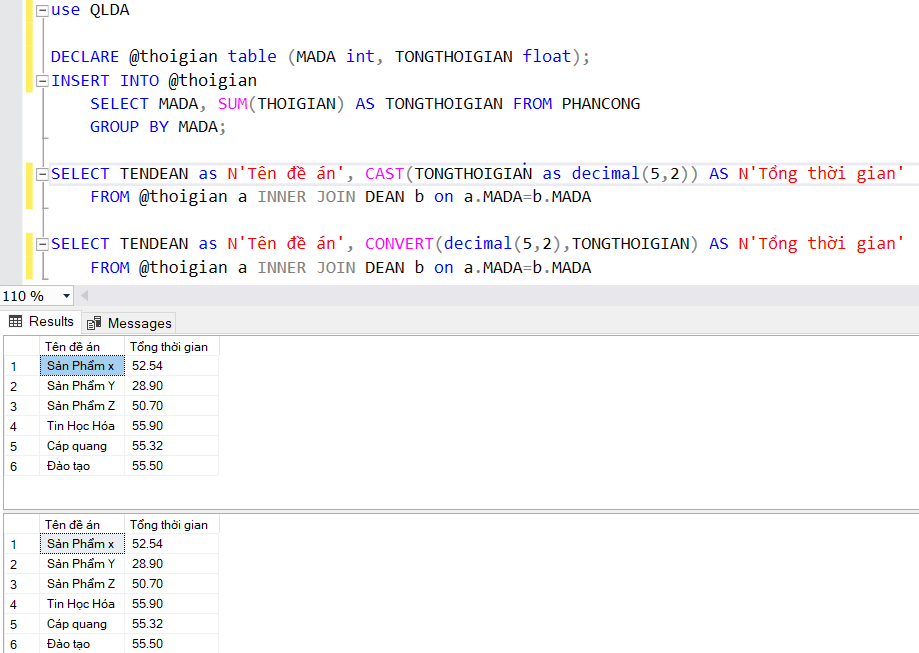 use QLDA
DECLARE @thoigian table (MADA int, TONGTHOIGIAN float);
INSERT INTO @thoigian
SELECT MADA, SUM(THOIGIAN) AS TONGTHOIGIAN FROM PHANCONG
GROUP BY MADA;
SELECT TENDEAN as N'Tên đề án', CAST(TONGTHOIGIAN as decimal(5,2)) AS N'Tổng thời gian'
FROM @thoigian a INNER JOIN DEAN b on a.MADA=b.MADA
SELECT TENDEAN as N'Tên đề án', CONVERT(decimal(5,2),TONGTHOIGIAN) AS N'Tổng thời gian'
FROM @thoigian a INNER JOIN DEAN b on a.MADA=b.MADA
110 %
Results Messages
Tên đề án Tổng thời gian
1 Sản Phẩm x 52.54
2 Sản Phẩm Y 28.90
3 Sản Phẩm Z 50.70
4 Tin Học Hóa 55.90
5 Cáp quang 55.32
6 Đào tạo 55.50
Tên đề án Tổng thời gian
1 Sản Phẩm x 52.54
2 Sản Phẩm Y 28.90
3 Sản Phẩm Z 50.70
4 Tin Học Hóa 55.90
5 Cáp quang 55.32
6 Đào tạo 55.50